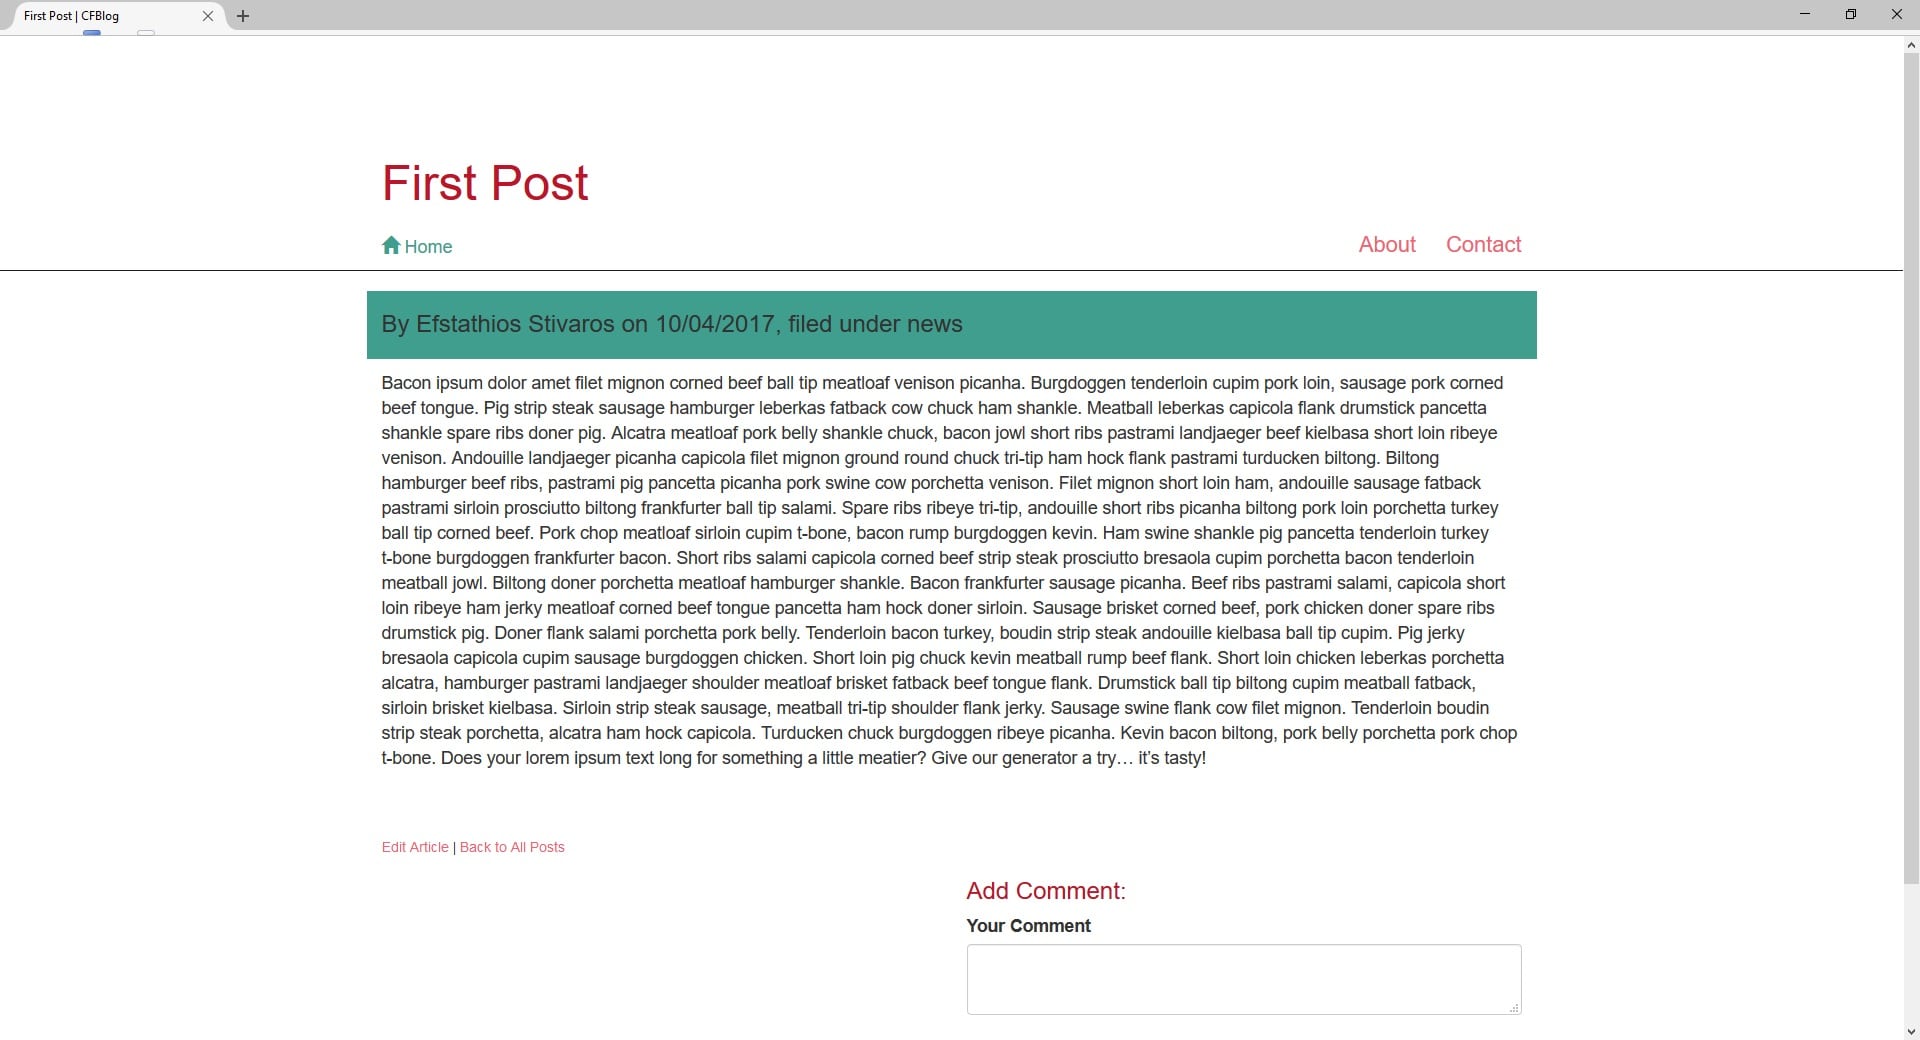 First Post | CFBlog
First Post
Home
About Contact
By Efstathios Stivaros on 10/04/2017, filed under news
Bacon ipsum dolor amet filet mignon corned beef ball tip meatloaf venison picanha. Burgdoggen tenderloin cupim pork loin, sausage pork corned
beef tongue. Pig strip steak sausage hamburger leberkas fatback cow chuck ham shankle. Meatball leberkas capicola flank drumstick pancetta
shankle spare ribs doner pig. Alcatra meatloaf pork belly shankle chuck, bacon jowl short ribs pastrami landjaeger beef kielbasa short loin ribeye
venison. Andouille landjaeger picanha capicola filet mignon ground round chuck tri-tip ham hock flank pastrami turducken biltong. Biltong
hamburger beef ribs, pastrami pig pancetta picanha pork swine cow porchetta venison. Filet mignon short loin ham, andouille sausage fatback
pastrami sirloin prosciutto biltong frankfurter ball tip salami. Spare ribs ribeye tri-tip, andouille short ribs picanha biltong pork loin porchetta turkey
ball tip corned beef. Pork chop meatloaf sirloin cupim t-bone, bacon rump burgdoggen kevin. Ham swine shankle pig pancetta tenderloin turkey
t-bone burgdoggen frankfurter bacon. Short ribs salami capicola corned beef strip steak prosciutto bresaola cupim porchetta bacon tenderloin
meatball jowl. Biltong doner porchetta meatloaf hamburger shankle. Bacon frankfurter sausage picanha. Beef ribs pastrami salami, capicola short
loin ribeye ham jerky meatloaf corned beef tongue pancetta ham hock doner sirloin. Sausage brisket corned beef, pork chicken doner spare ribs
drumstick pig. Doner flank salami porchetta pork belly. Tenderloin bacon turkey, boudin strip steak andouille kielbasa ball tip cupim. Pig jerky
bresaola capicola cupim sausage burgdoggen chicken. Short loin pig chuck kevin meatball rump beef flank. Short loin chicken leberkas porchetta
alcatra, hamburger pastrami landjaeger shoulder meatloaf brisket fatback beef tongue flank. Drumstick ball tip biltong cupim meatball fatback,
sirloin brisket kielbasa. Sirloin strip steak sausage, meatball tri-tip shoulder flank jerky. Sausage swine flank cow filet mignon. Tenderloin boudin
strip steak porchetta, alcatra ham hock capicola. Turducken chuck burgdoggen ribeye picanha. Kevin bacon biltong, pork belly porchetta pork chop
t-bone. Does your lorem ipsum text long for something a little meatier? Give our generator a try… it’s tasty!
Edit Article | Back to All Posts
Add Comment:
Your Comment